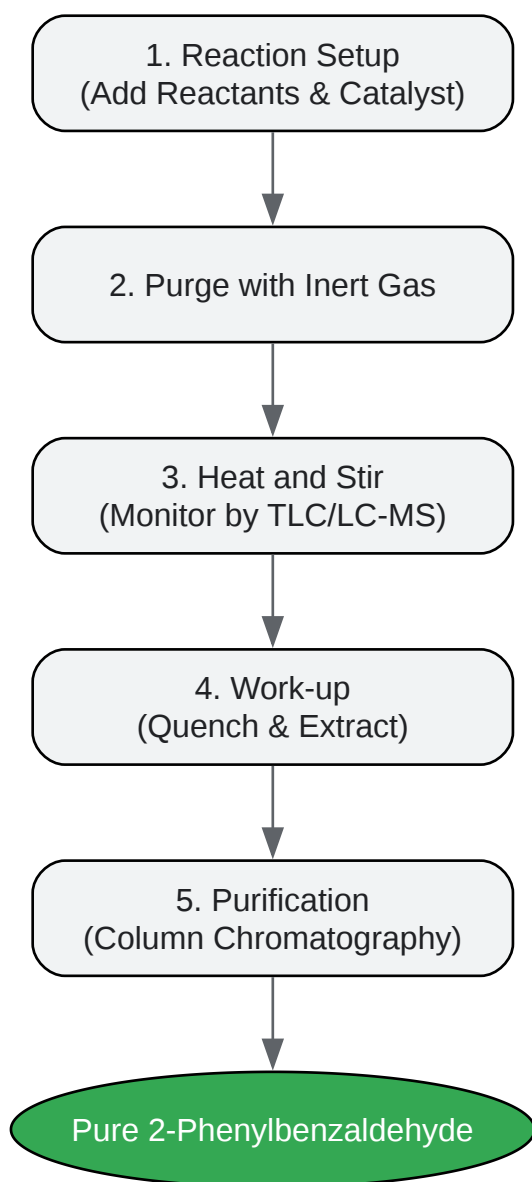 1. Reaction Setup
(Add Reactants & Catalyst)
2. Purge with Inert Gas
3. Heat and Stir
(Monitor by TLC/LC-MS)
4. Work-up
(Quench & Extract)
5. Purification
(Column Chromatography)
Pure 2-Phenylbenzaldehyde